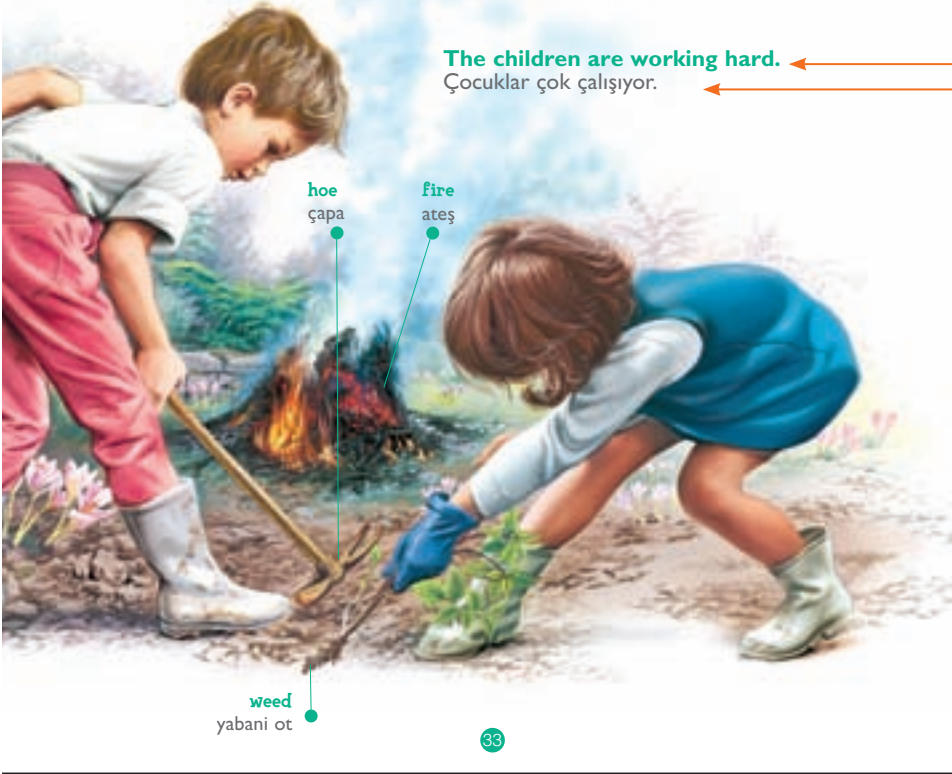 The children are working hard.
Çocuklar çok çalışıyor.
hoe
çapa
fire
ateş
weed
yabani ot
33